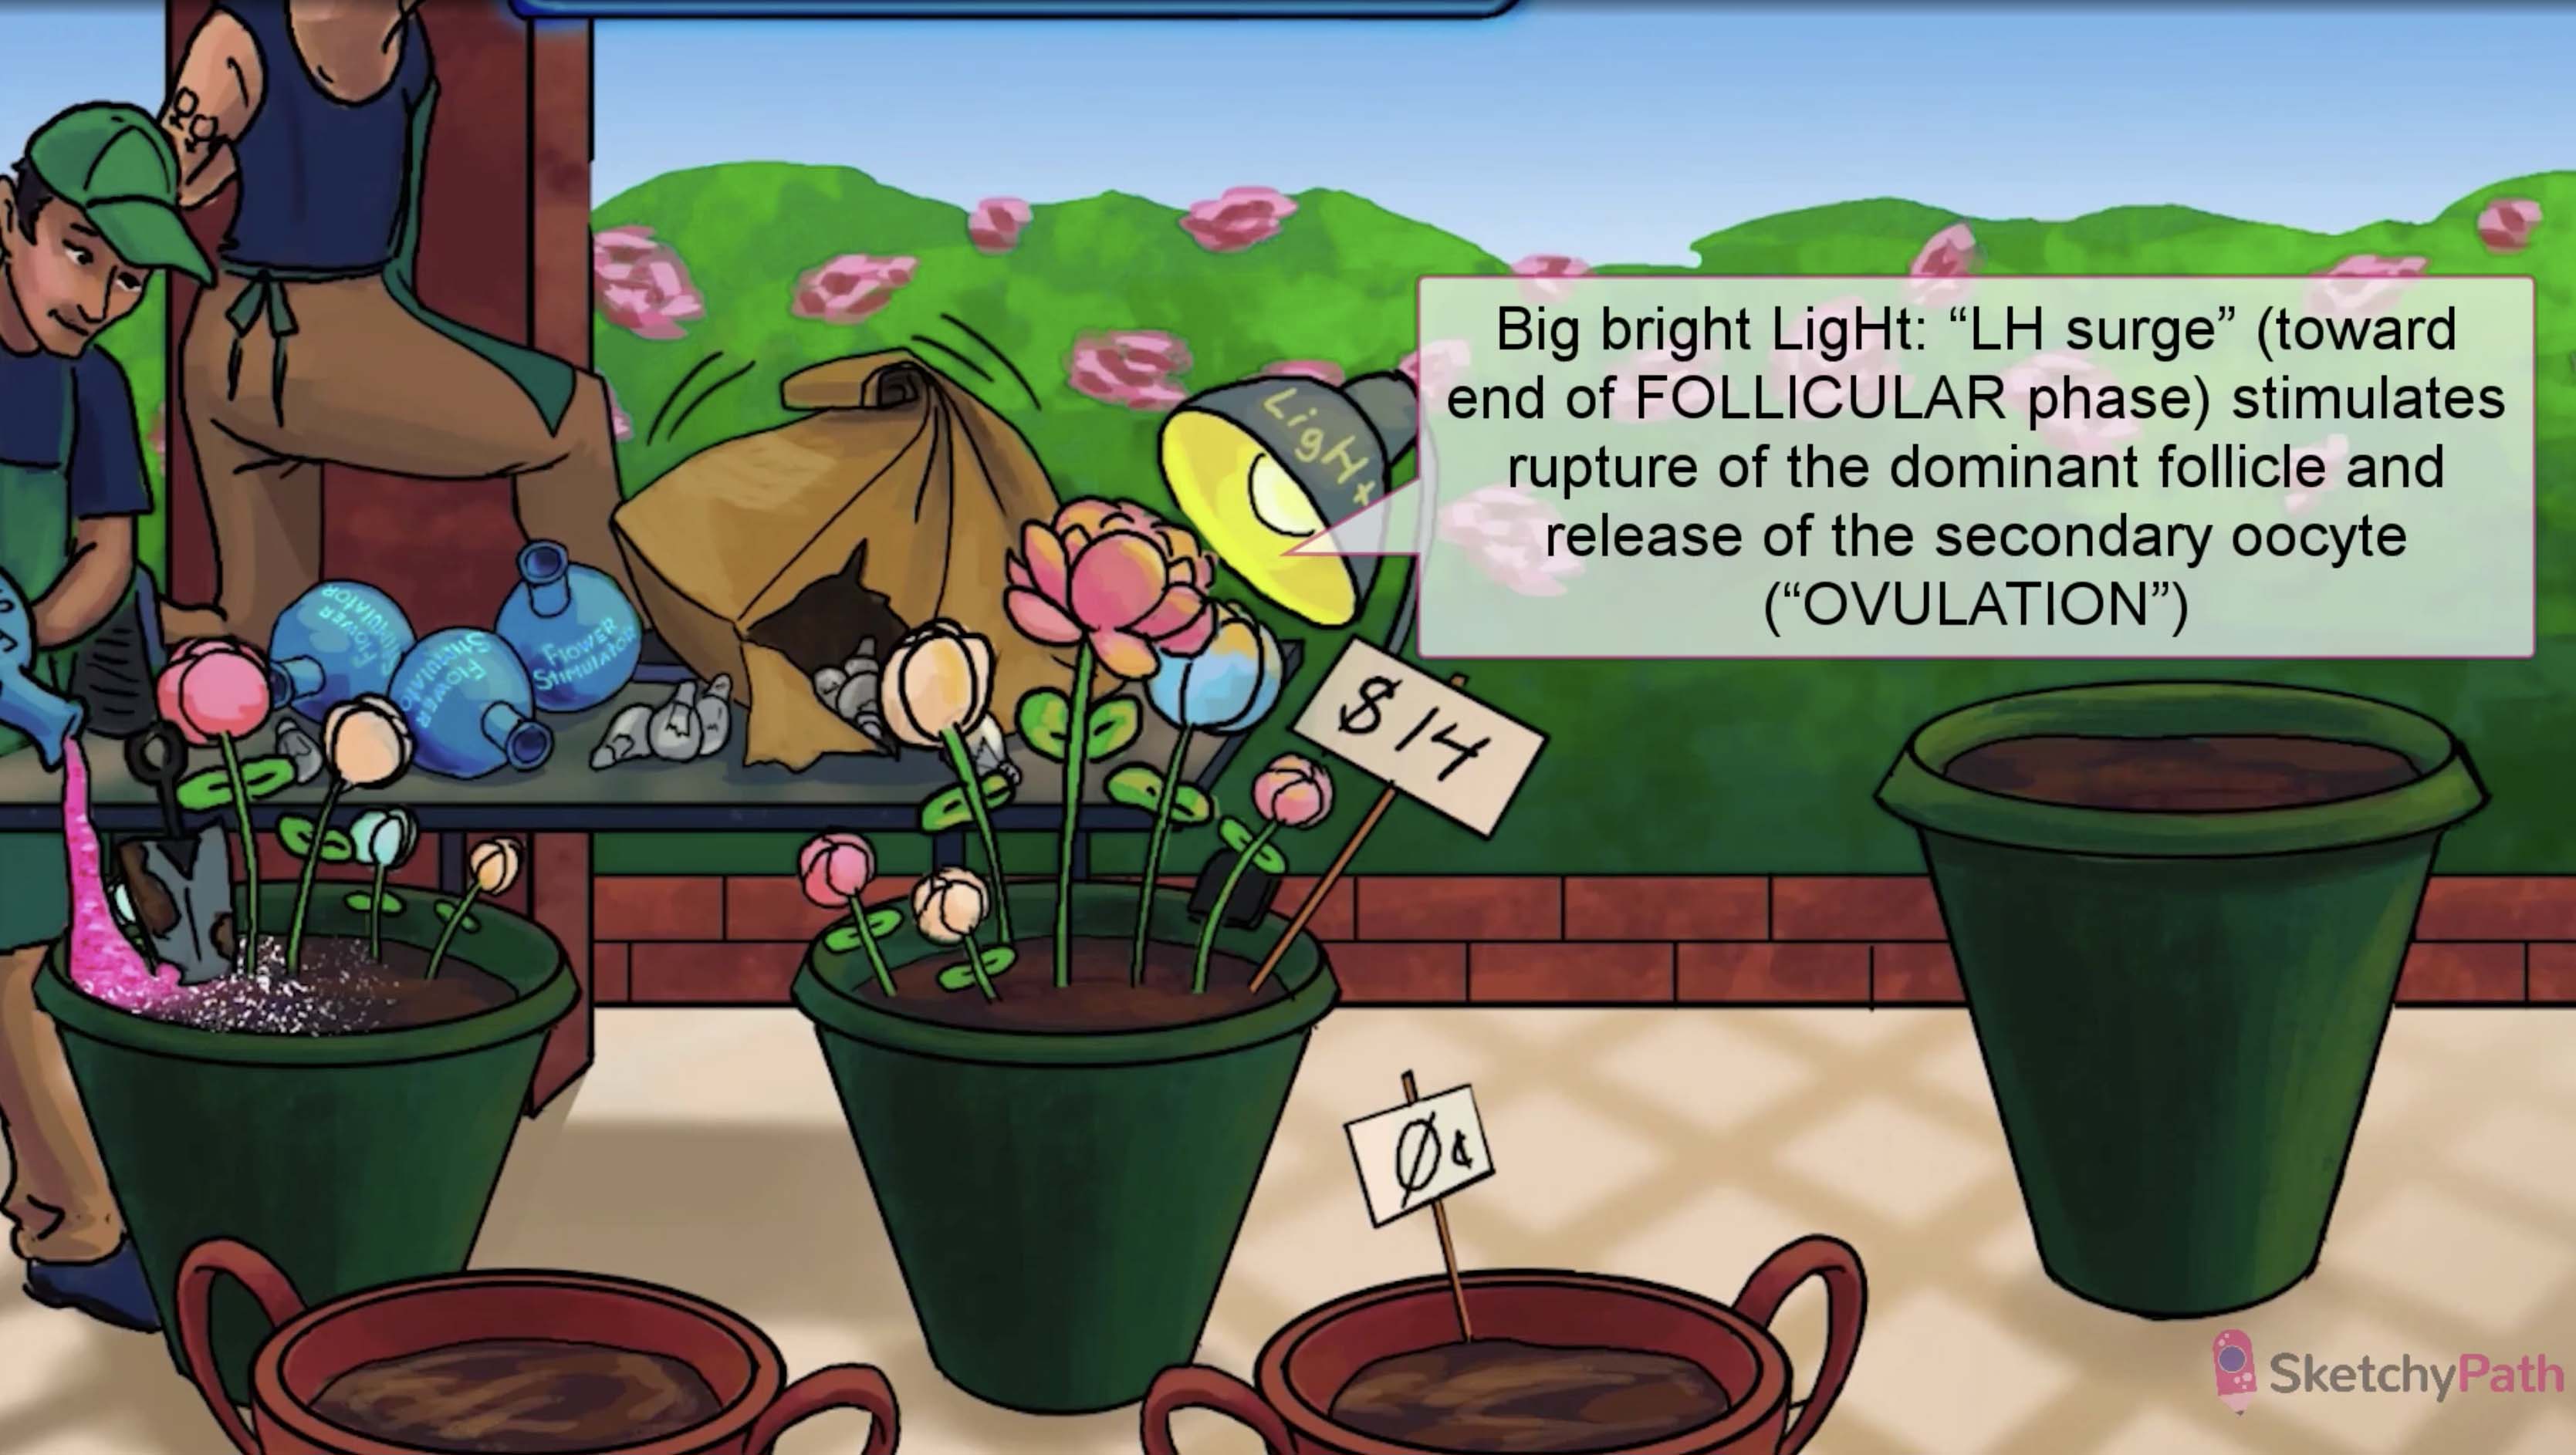 Big bright LigHt: “LH surge” (toward
end of FOLLICULAR phase) stimulates
rupture of the dominant follicle and
release of the secondary oocyte
(“OVULATION”)
LigHt
FLOWER
STIMULATOR
FLOWER
STIMULATOR
FLOWER
STIMULATOR
$14
0¢
SketchyPath